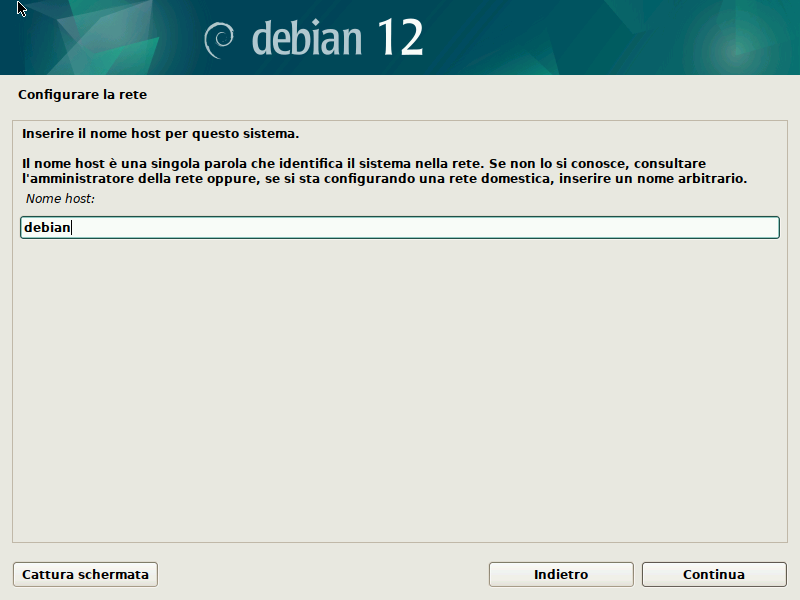 debian 12
Configurare la rete
Inserire il nome host per questo sistema.
Il nome host è una singola parola che identifica il sistema nella rete. Se non lo si conosce, consultare
l'amministratore della rete oppure, se si sta configurando una rete domestica, inserire un nome arbitrario.
Nome host:
debian
Cattura schermata
Indietro
Continua